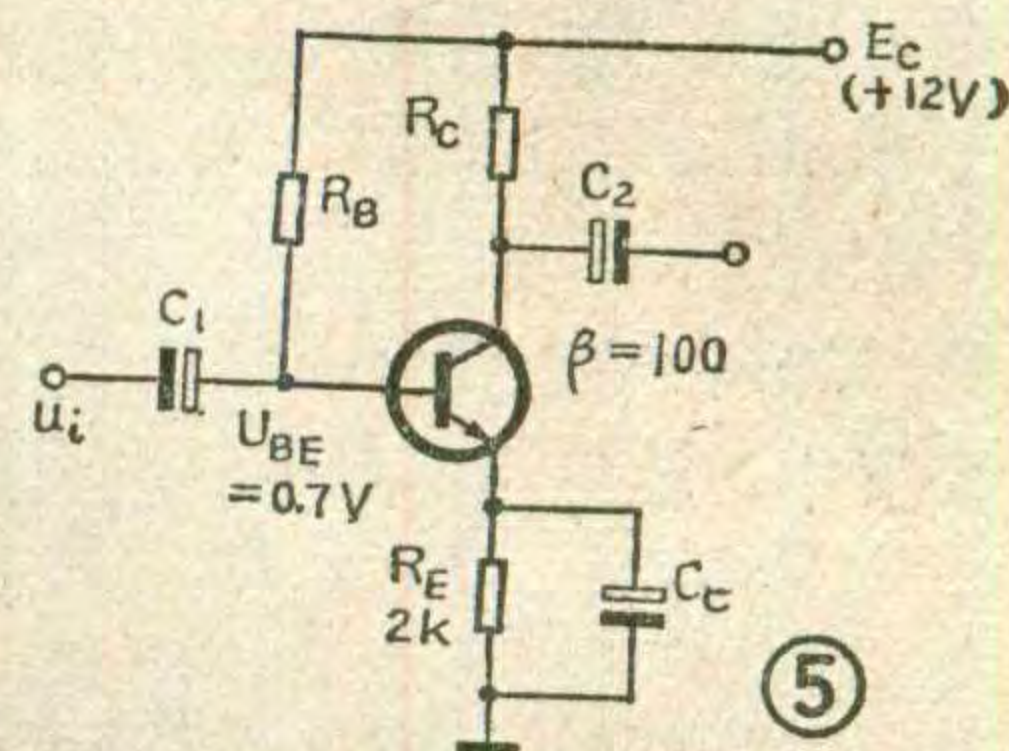 E_C
(+12V)
R_C
R_B
C_2
C_1
β=100
u_i
U_BE
=0.7V
R_E
2k
C_E
⑤